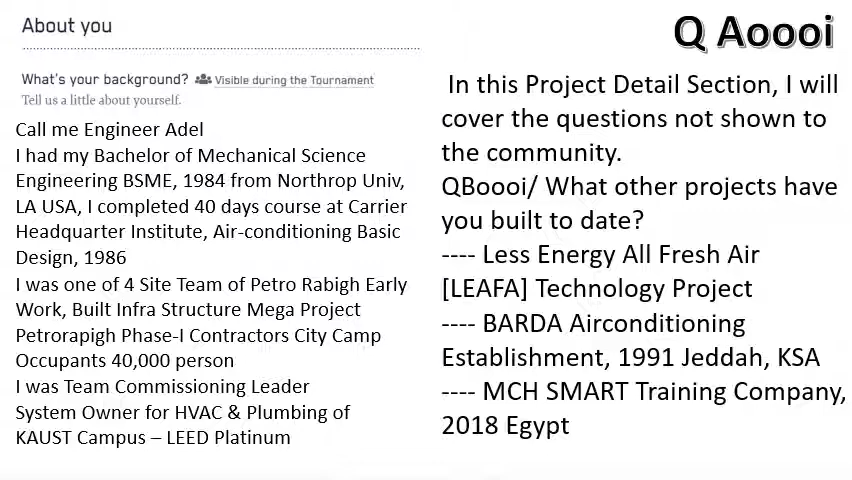 About you
What's your background? Visible during the Tournament
Tell us a little about yourself.
Call me Engineer Adel
I had my Bachelor of Mechanical Science
Engineering BSME, 1984 from Northrop Univ,
LA USA, I completed 40 days course at Carrier
Headquarter Institute, Air-conditioning Basic
Design, 1986
I was one of 4 Site Team of Petro Rabigh Early
Work, Built Infra Structure Mega Project
Petrorapigh Phase-I Contractors City Camp
Occupants 40,000 person
I was Team Commissioning Leader
System Owner for HVAC & Plumbing of
KAUST Campus – LEED Platinum
Q Aoooi
In this Project Detail Section, I will
cover the questions not shown to
the community.
QBoooi/ What other projects have
you built to date?
---- Less Energy All Fresh Air
[LEAFA] Technology Project
---- BARDA Airconditioning
Establishment, 1991 Jeddah, KSA
---- MCH SMART Training Company,
2018 Egypt